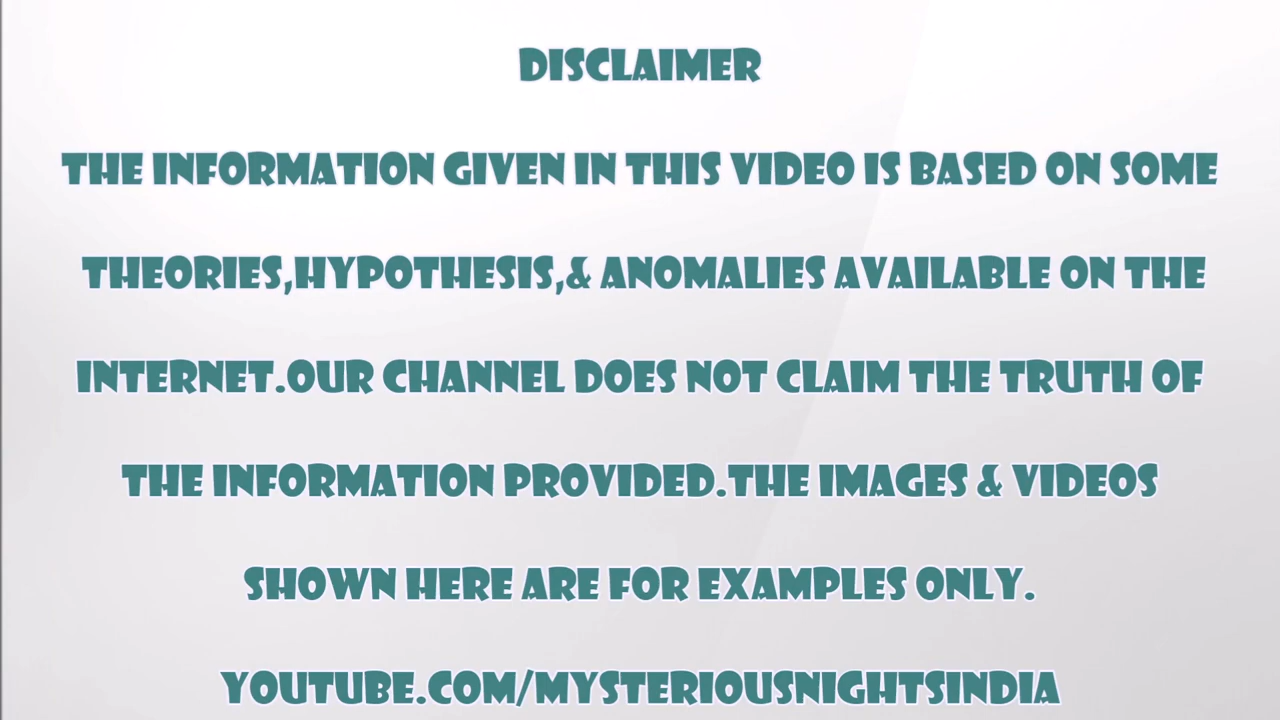 DISCLAIMER
THE INFORMATION GIVEN IN THIS VIDEO IS BASED ON SOME
THEORIES,HYPOTHESIS,& ANOMALIES AVAILABLE ON THE
INTERNET.OUR CHANNEL DOES NOT CLAIM THE TRUTH OF
THE INFORMATION PROVIDED.THE IMAGES & VIDEOS
SHOWN HERE ARE FOR EXAMPLES ONLY.
YOUTUBE.COM/MYSTERIOUSNIGHTSINDIA